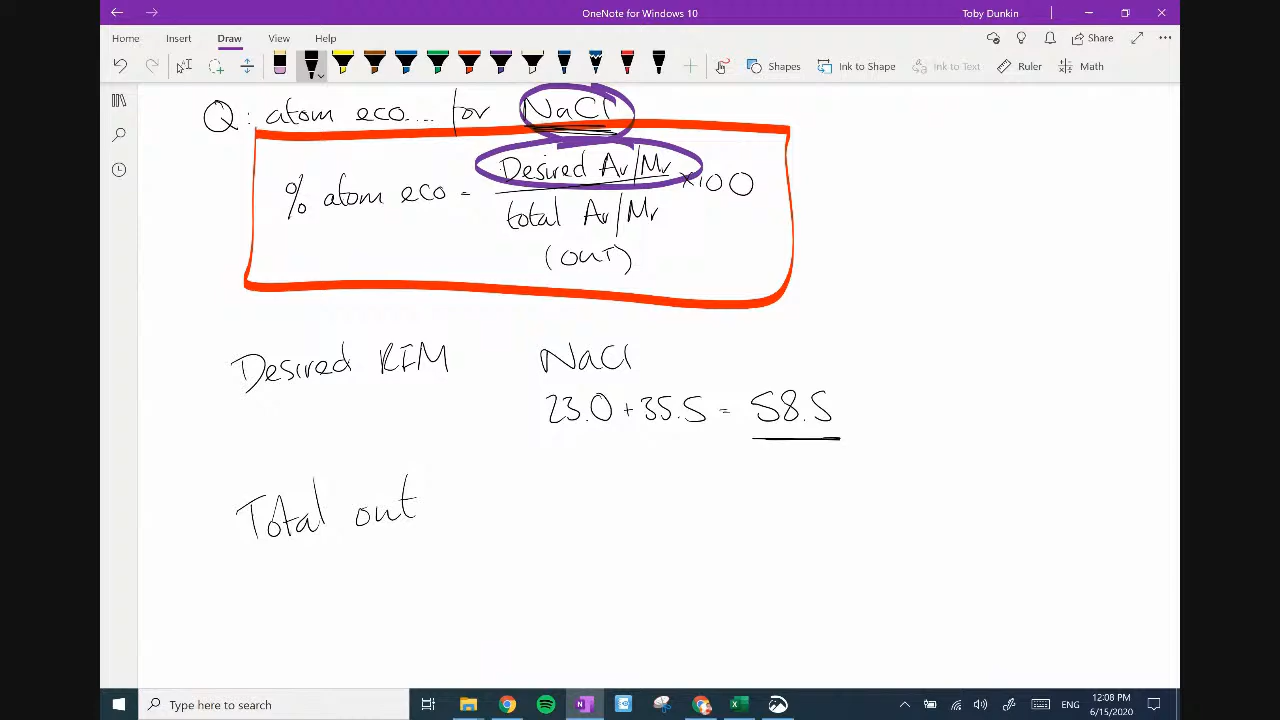 OneNote for Windows 10
Toby Dunkin
Home
Insert
Draw
View
Help
Share
Shapes
Ink to Shape
Ink to Text
Ruler
Math
Q: atom eco.... for NaCl
% atom eco = Desired Ar/Mr x100
total Ar/Mr
(OUT)
Desired RFM NaCl
23.0 + 35.5 = 58.5
Total out
Type here to search
12:08 PM
6/15/2020